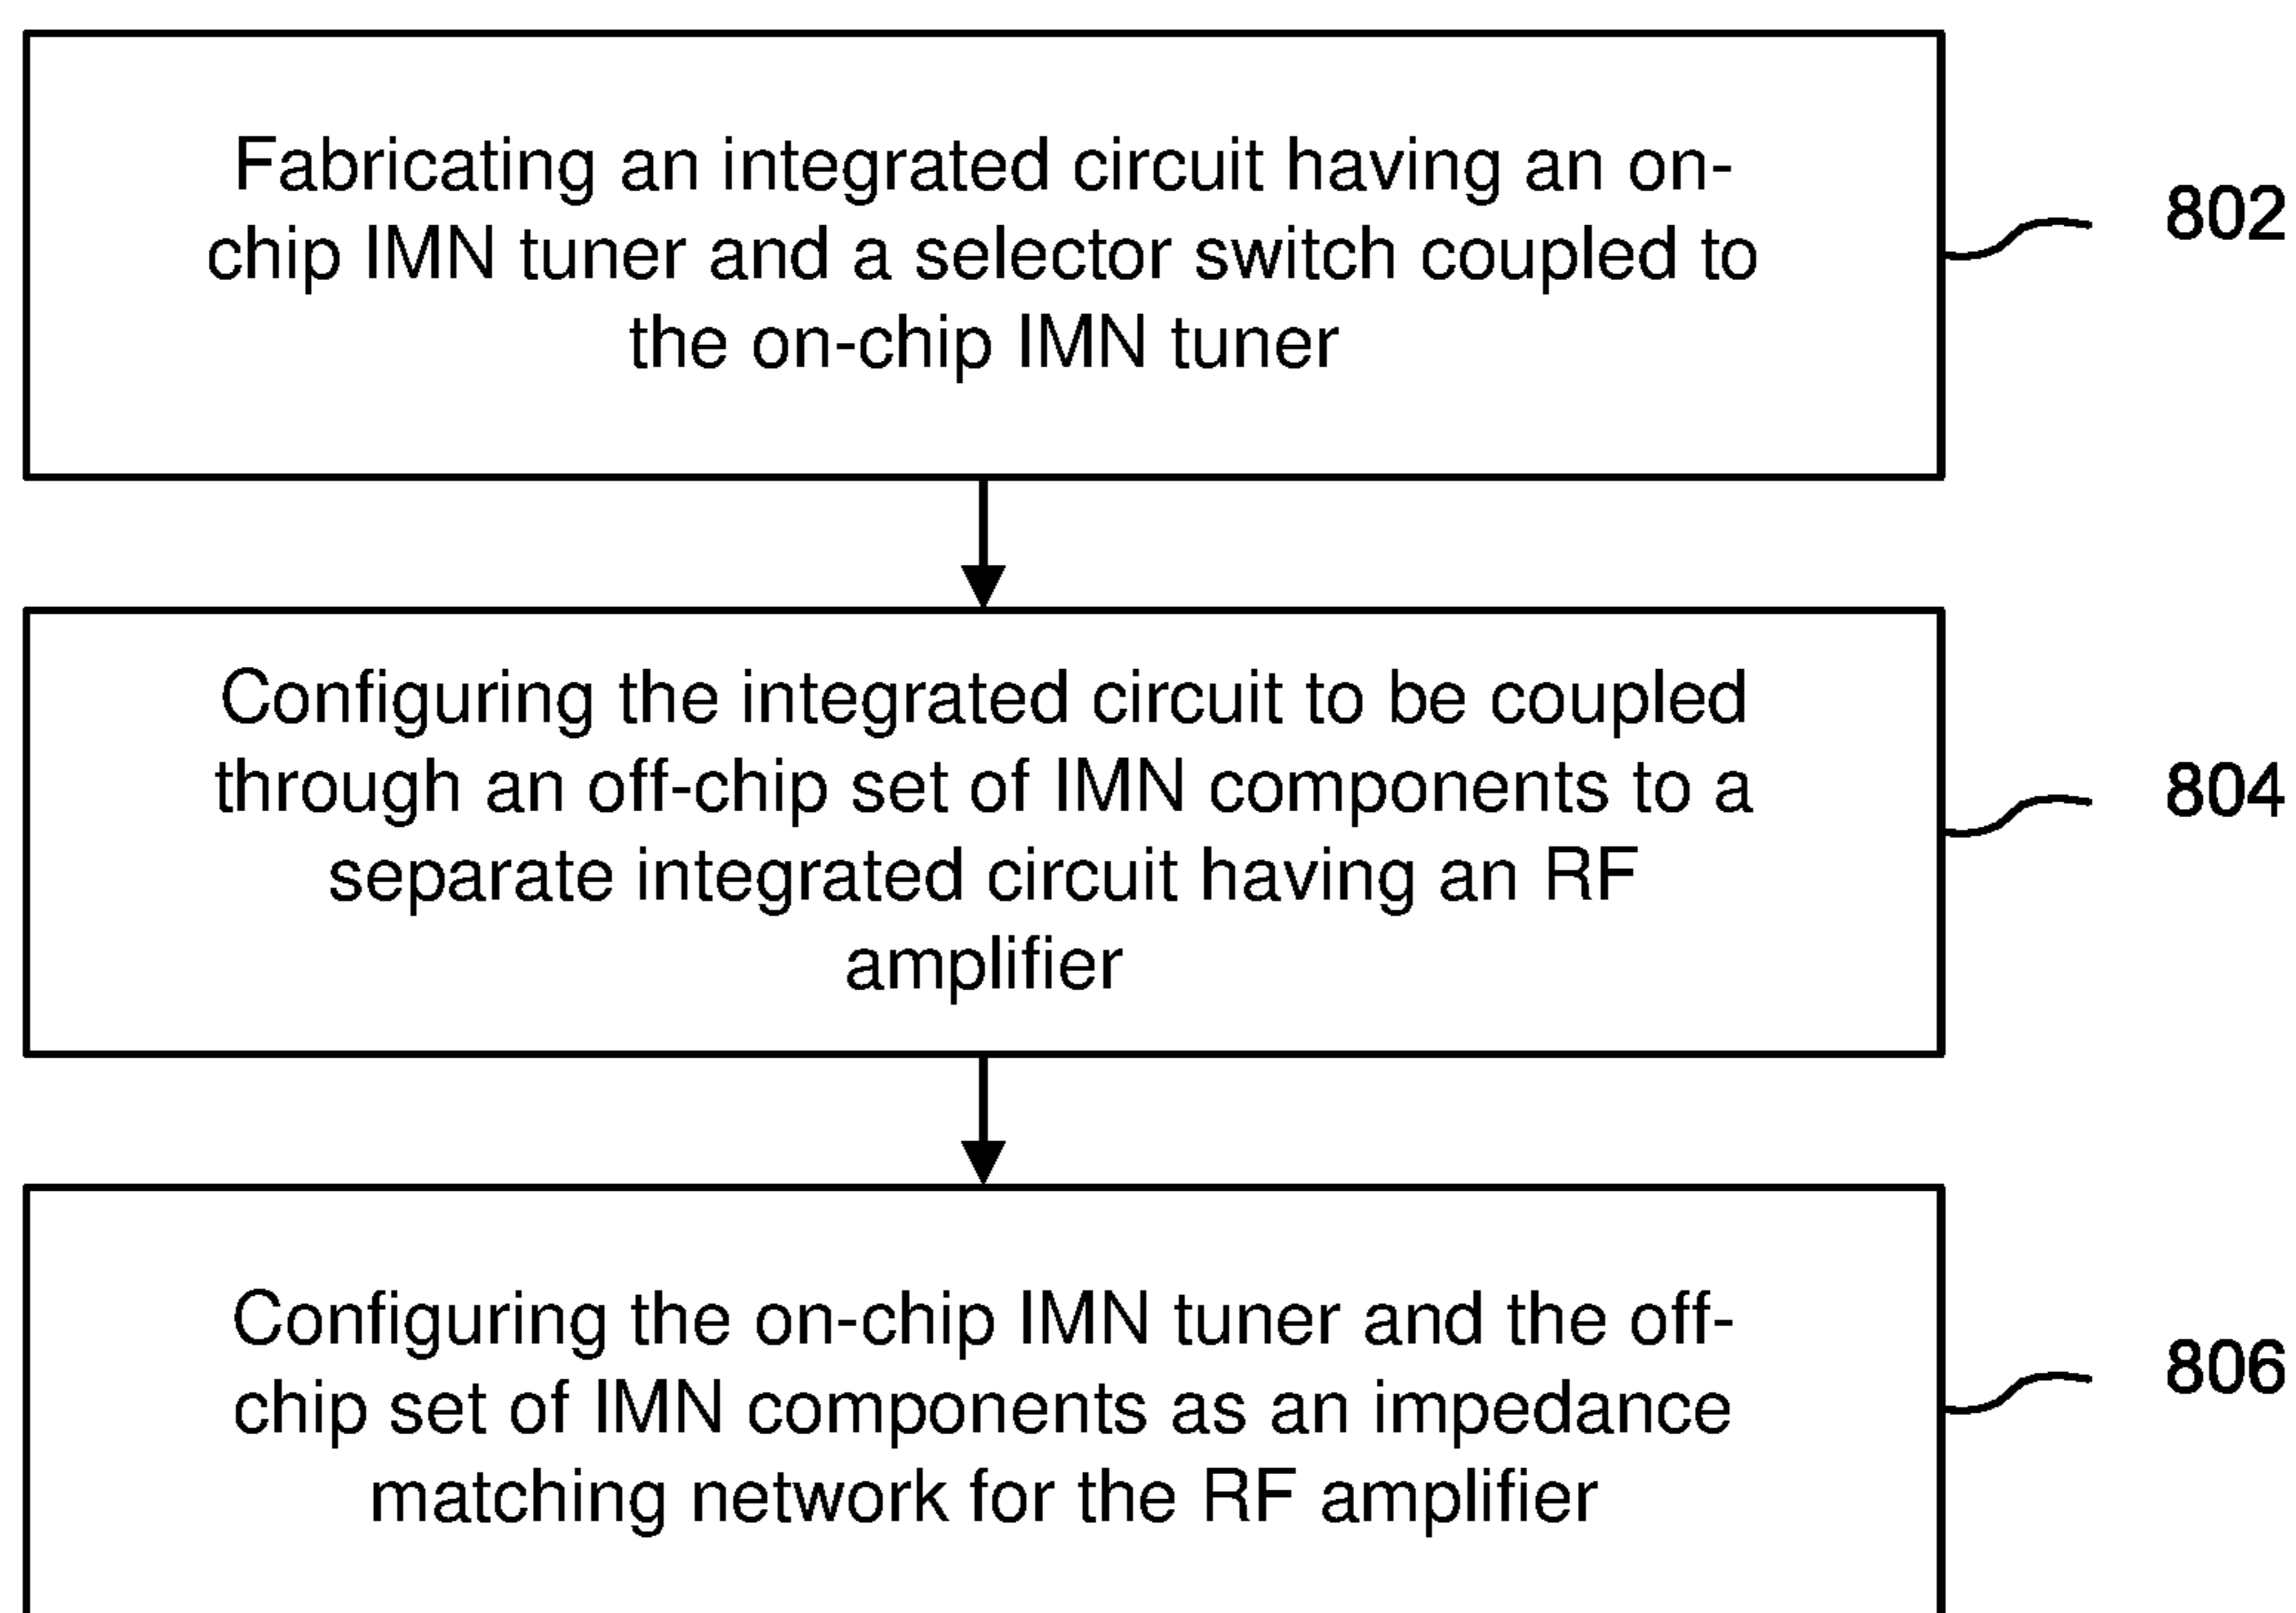 Fabricating an integrated circuit having an on-
chip IMN tuner and a selector switch coupled to
the on-chip IMN tuner
802
Configuring the integrated circuit to be coupled
through an off-chip set of IMN components to a
separate integrated circuit having an RF
amplifier
804
Configuring the on-chip IMN tuner and the off-
chip set of IMN components as an impedance
matching network for the RF amplifier
806